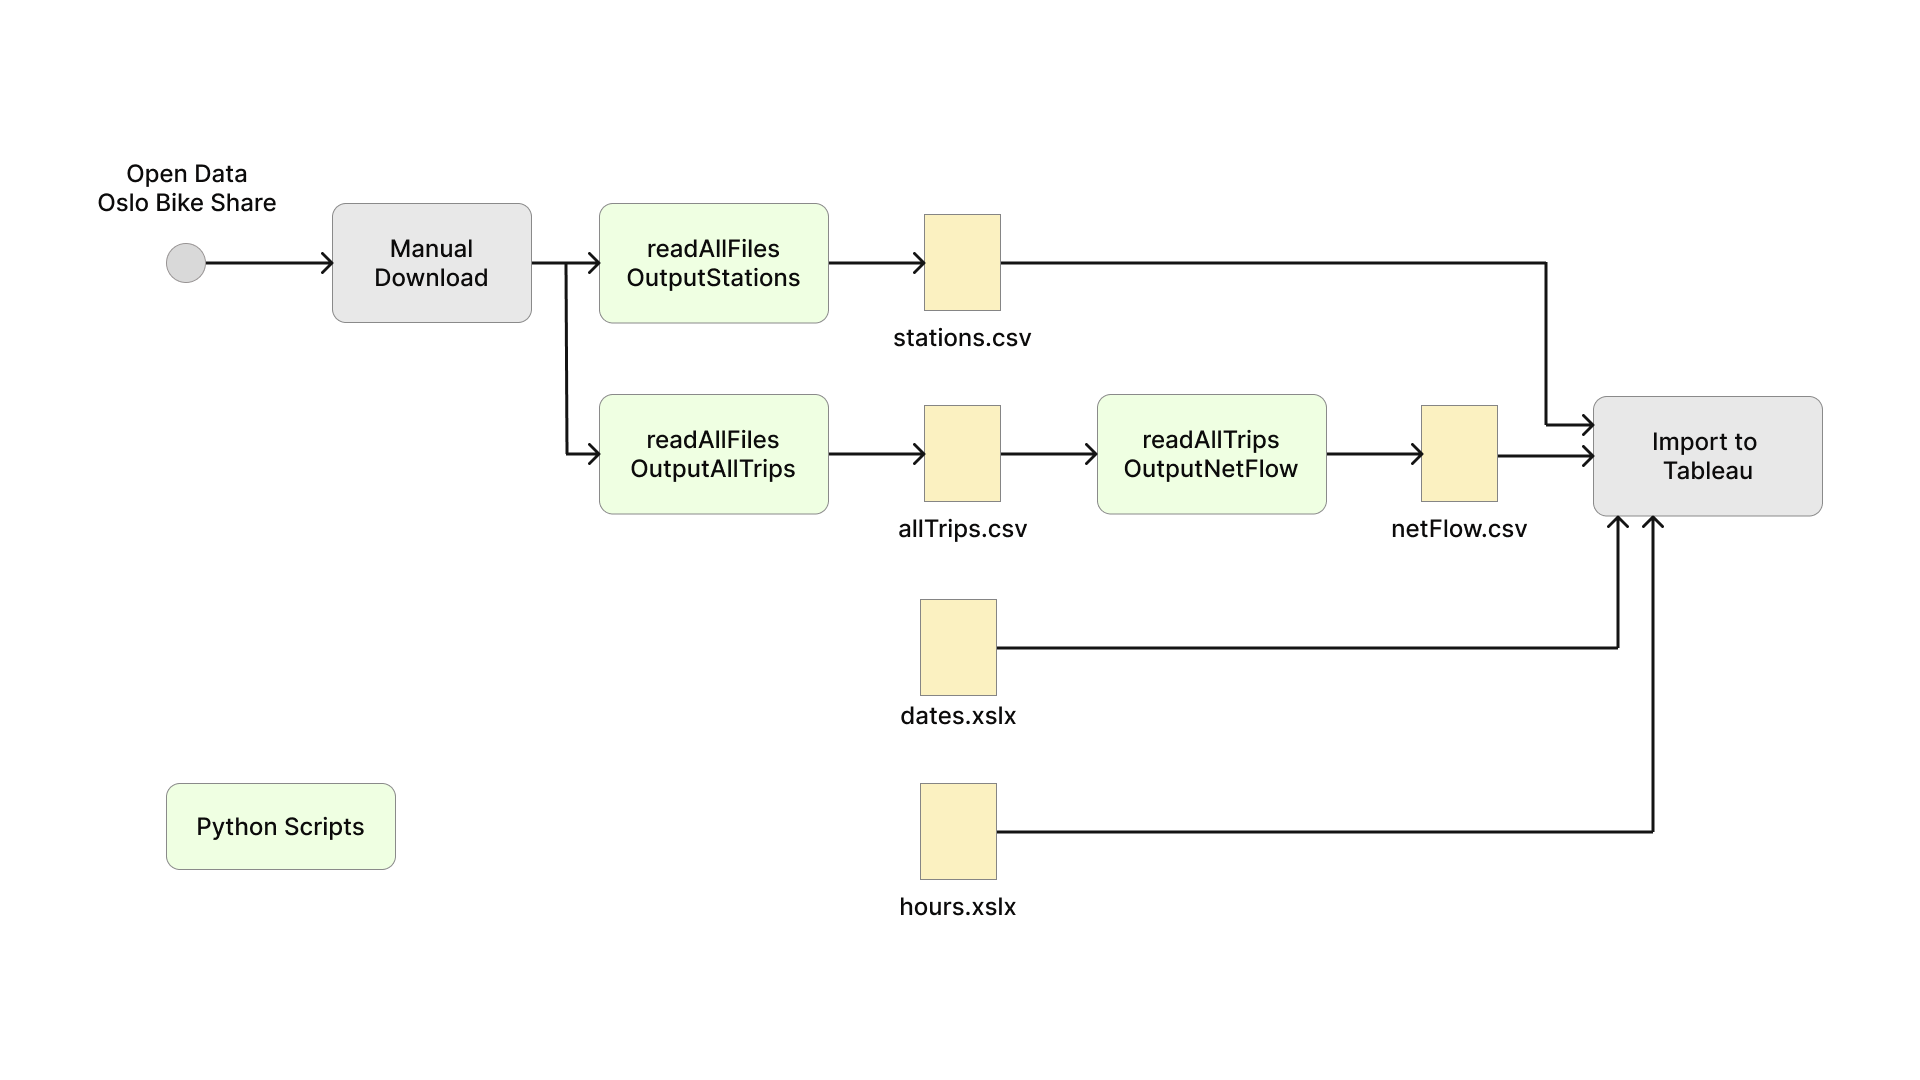 Open Data
Oslo Bike Share
Manual
Download
readAllFiles
OutputStations
stations.csv
readAllFiles
OutputAllTrips
allTrips.csv
readAllTrips
OutputNetFlow
netFlow.csv
Import to
Tableau
dates.xslx
Python Scripts
hours.xslx